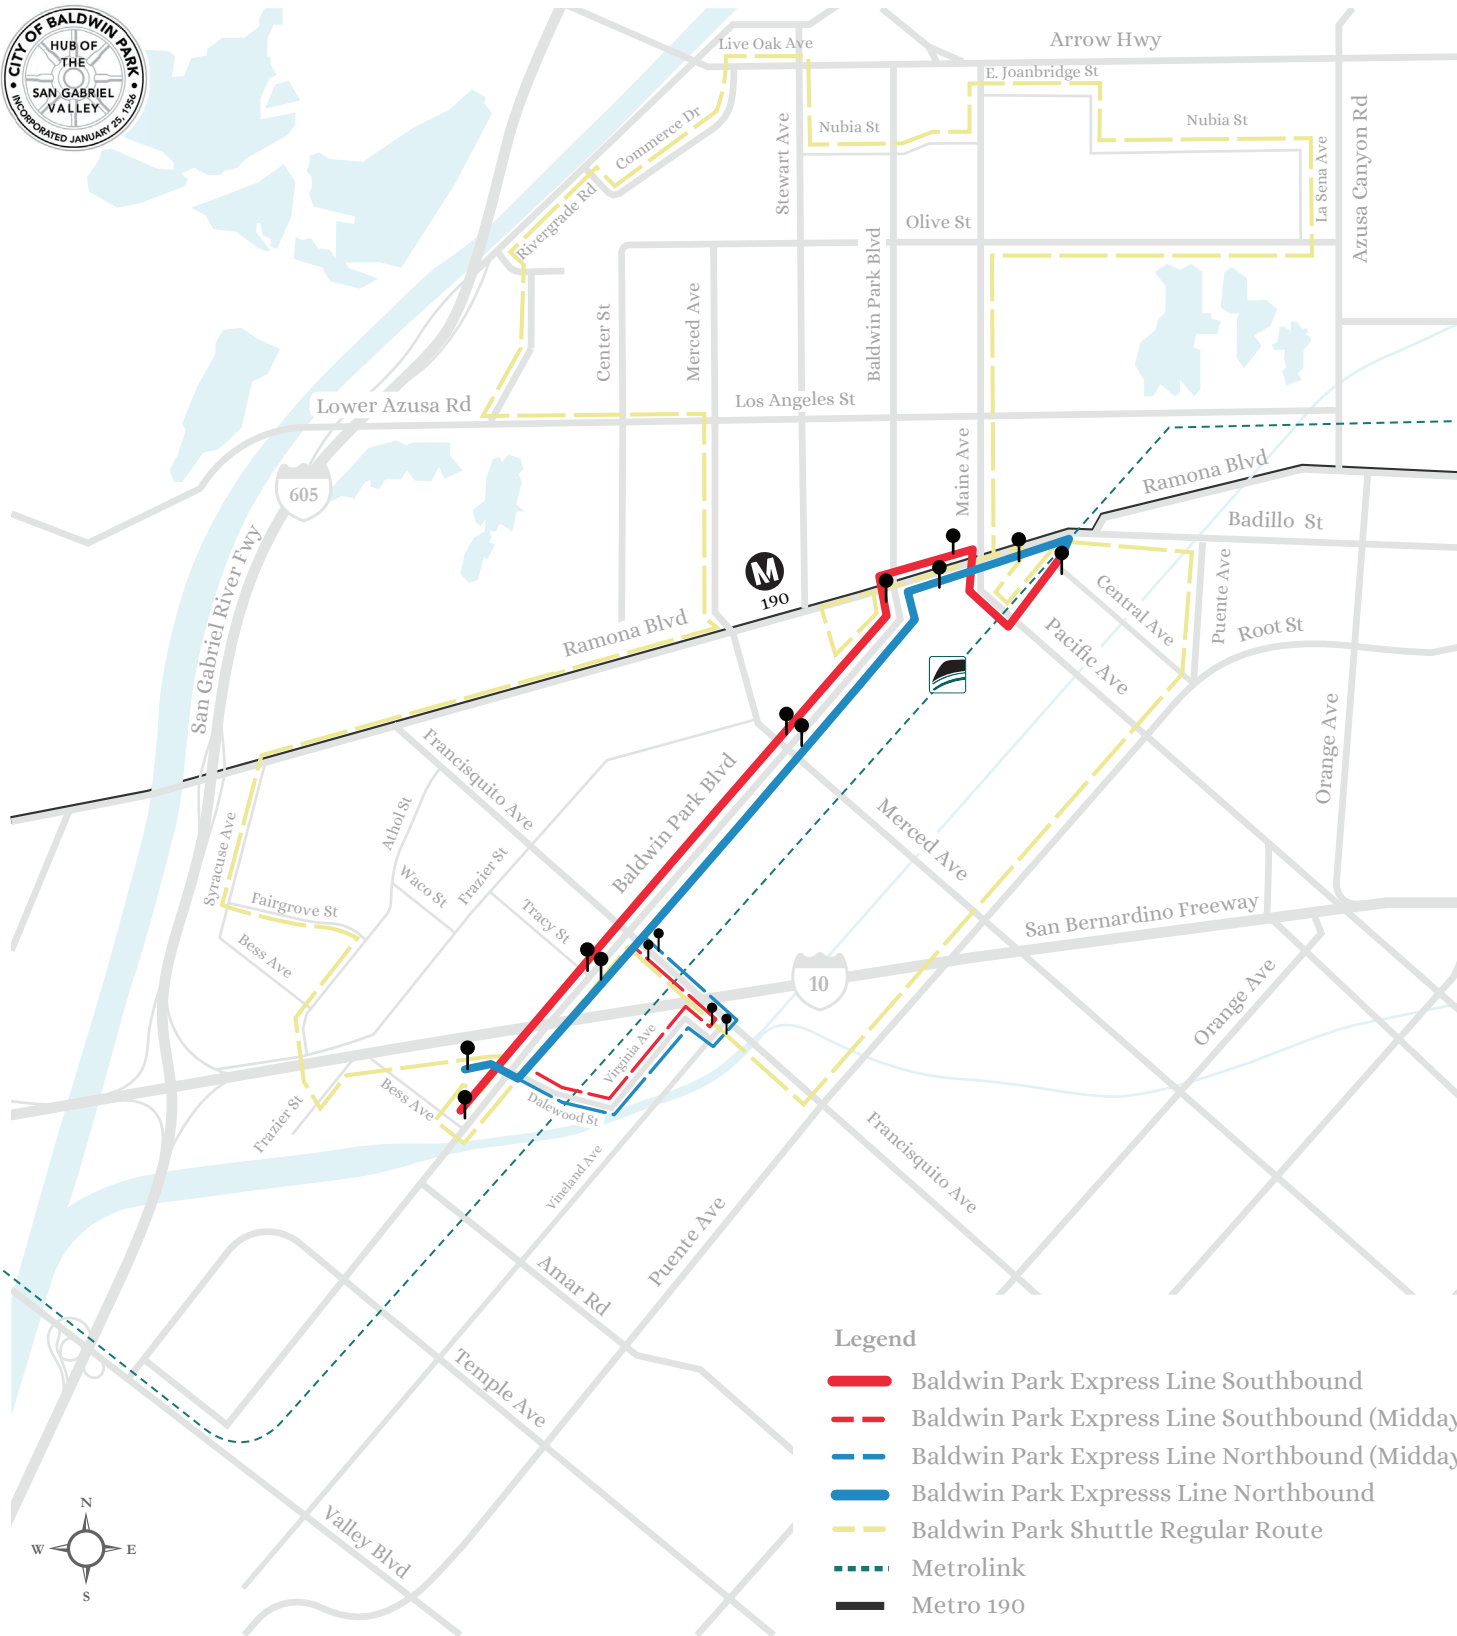 CITY OF BALDWIN PARK
HUB OF
THE
SAN GABRIEL
VALLEY
INCORPORATED JANUARY 25, 1956
Live Oak Ave
Arrow Hwy
E. Joanbridge St
Commerce Dr
Nubia St
Nubia St
Stewart Ave
La Sena Ave
Azusa Canyon Rd
Rivergrade Rd
Olive St
Baldwin Park Blvd
Center St
Merced Ave
Lower Azusa Rd
Los Angeles St
Maine Ave
Ramona Blvd
605
Badillo St
San Gabriel River Fwy
M
190
Central Ave
Puente Ave
Root St
Ramona Blvd
Pacific Ave
Orange Ave
Francisquito Ave
Baldwin Park Blvd
Athol St
Merced Ave
Syracuse Ave
Waco St
Frazier St
Fairgrove St
Tracy St
San Bernardino Freeway
Bess Ave
10
Orange Ave
Virginia Ave
Bess Ave
Dalewood St
Frazier St
Francisquito Ave
Vineland Ave
Puente Ave
Amar Rd
Temple Ave
Valley Blvd
N
W
E
S
Legend
Baldwin Park Express Line Southbound
Baldwin Park Express Line Southbound (Midday
Baldwin Park Express Line Northbound (Midday
Baldwin Park Expresss Line Northbound
Baldwin Park Shuttle Regular Route
Metrolink
Metro 190